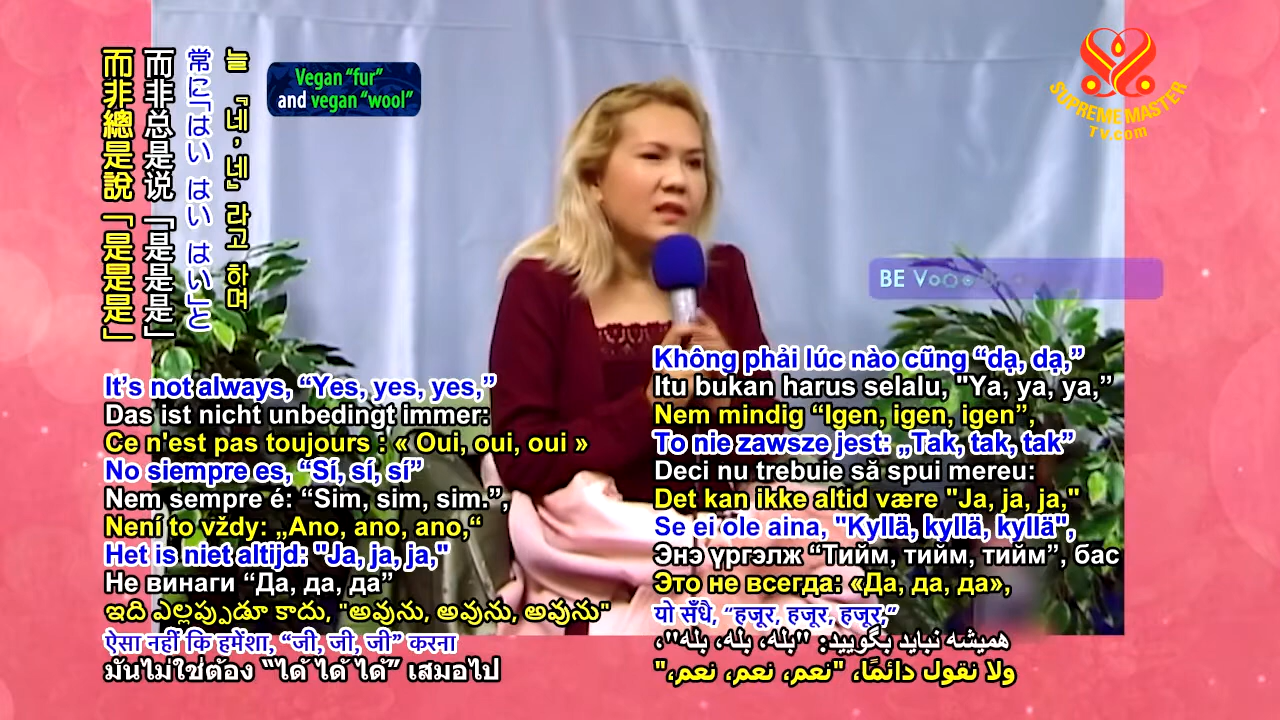 늘 『네, 네』 라고 하며
常に「はい はい はい」と
而非总是说「是是是」
而非總是說「是是是」
Vegan “fur”
and vegan “wool”
SUPREME MASTER
TV.com
BE
It’s not always, “Yes, yes, yes,”
Das ist nicht unbedingt immer:
Ce n'est pas toujours : « Oui, oui, oui »
No siempre es, “Sí, sí, sí”
Nem sempre é: “Sim, sim, sim.”,
Není to vždy: „Ano, ano, ano,“
Het is niet altijd: "Ja, ja, ja,"
Не винаги “Да, да, да”
ఇది ఎల్లప్పుడూ కాదు, "అవును, అవును, అవును"
ऐसा नहीं कि हमेंशा, “जी, जी, जी” करना
มันไม่ใช่ต้อง “ได้ ได้ ได้” เสมอไป
Không phải lúc nào cũng “dạ, dạ,”
Itu bukan harus selalu, "Ya, ya, ya,”
Nem mindig “Igen, igen, igen”,
To nie zawsze jest: „Tak, tak, tak”
Deci nu trebuie să spui mereu:
Det kan ikke altid være "Ja, ja, ja,"
Se ei ole aina, "Kyllä, kyllä, kyllä",
Энэ үргэлж “Тийм, тийм, тийм”, бас
Это не всегда: «Да, да, да»,
यो सँधै, “हजूर, हजूर, हजूर,”
همیشه نباید بگویید: "بله، بله، بله"،
ولا نقول دائمًا، "نعم، نعم، نعم،"